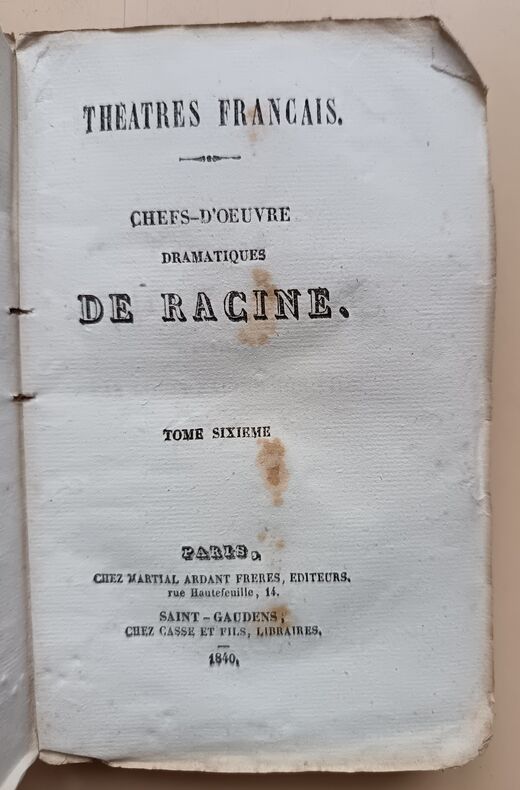 THÉATRES FRANCAIS.
CHEFS-D'OEUVRE
DRAMATIQUES
DE RACINE.
TOME SIXIEME
PARIS,
CHEZ MARTIAL ARDANT FRERES, EDITEURS,
rue Hautefeuille, 14.
SAINT-GAUDENS,
CHEZ CASSE ET FILS, LIBRAIRES,
1840,